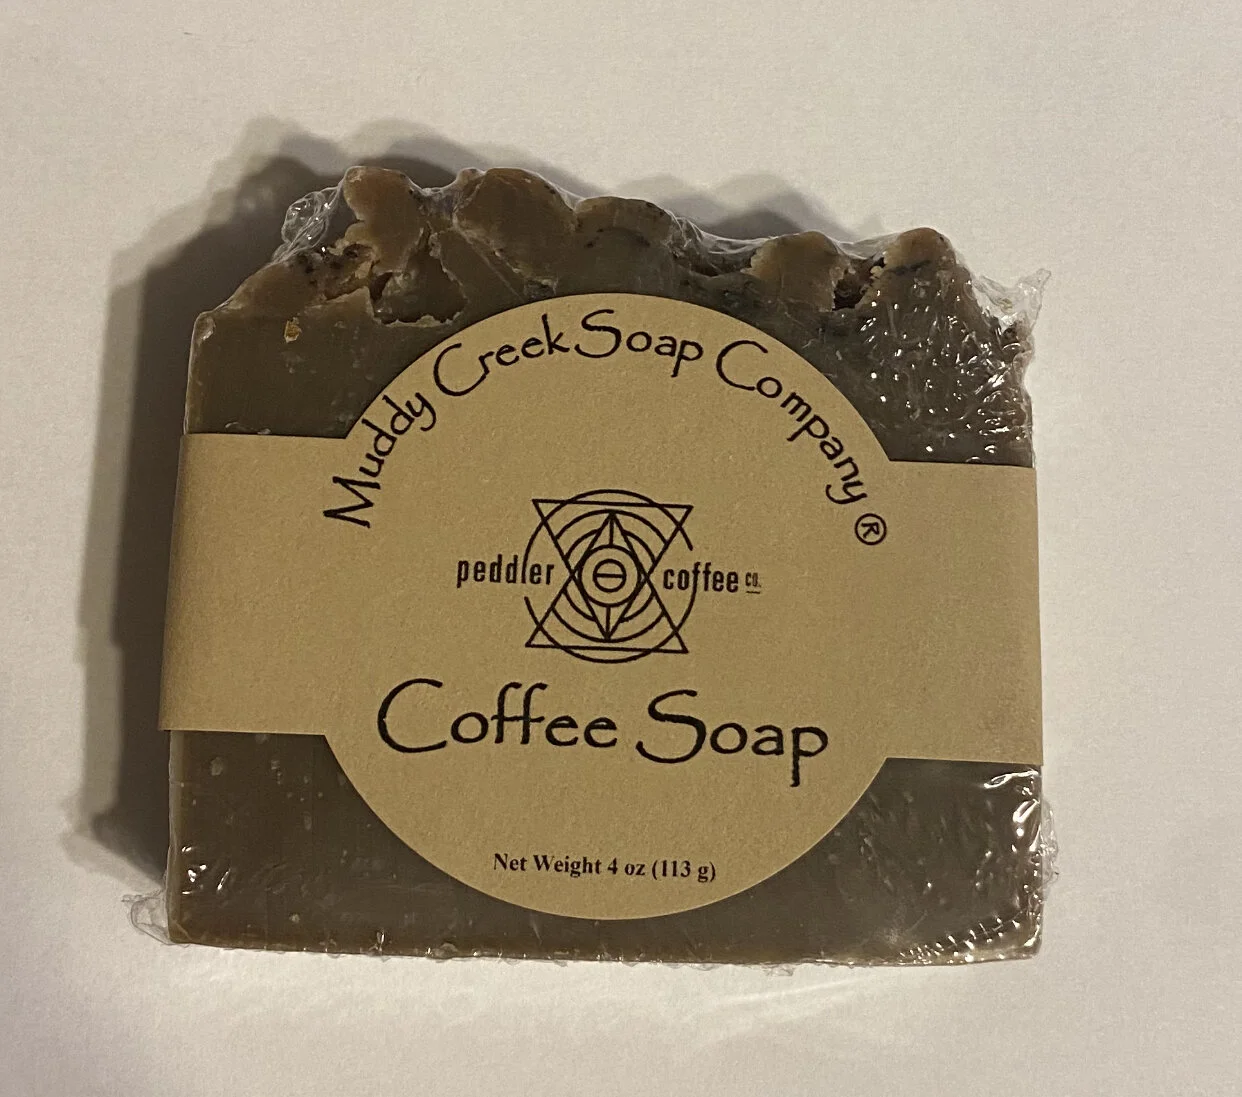 Muddy Creek Soap Company ®
peddler coffee co.
Coffee Soap
Net Weight 4 oz (113 g)